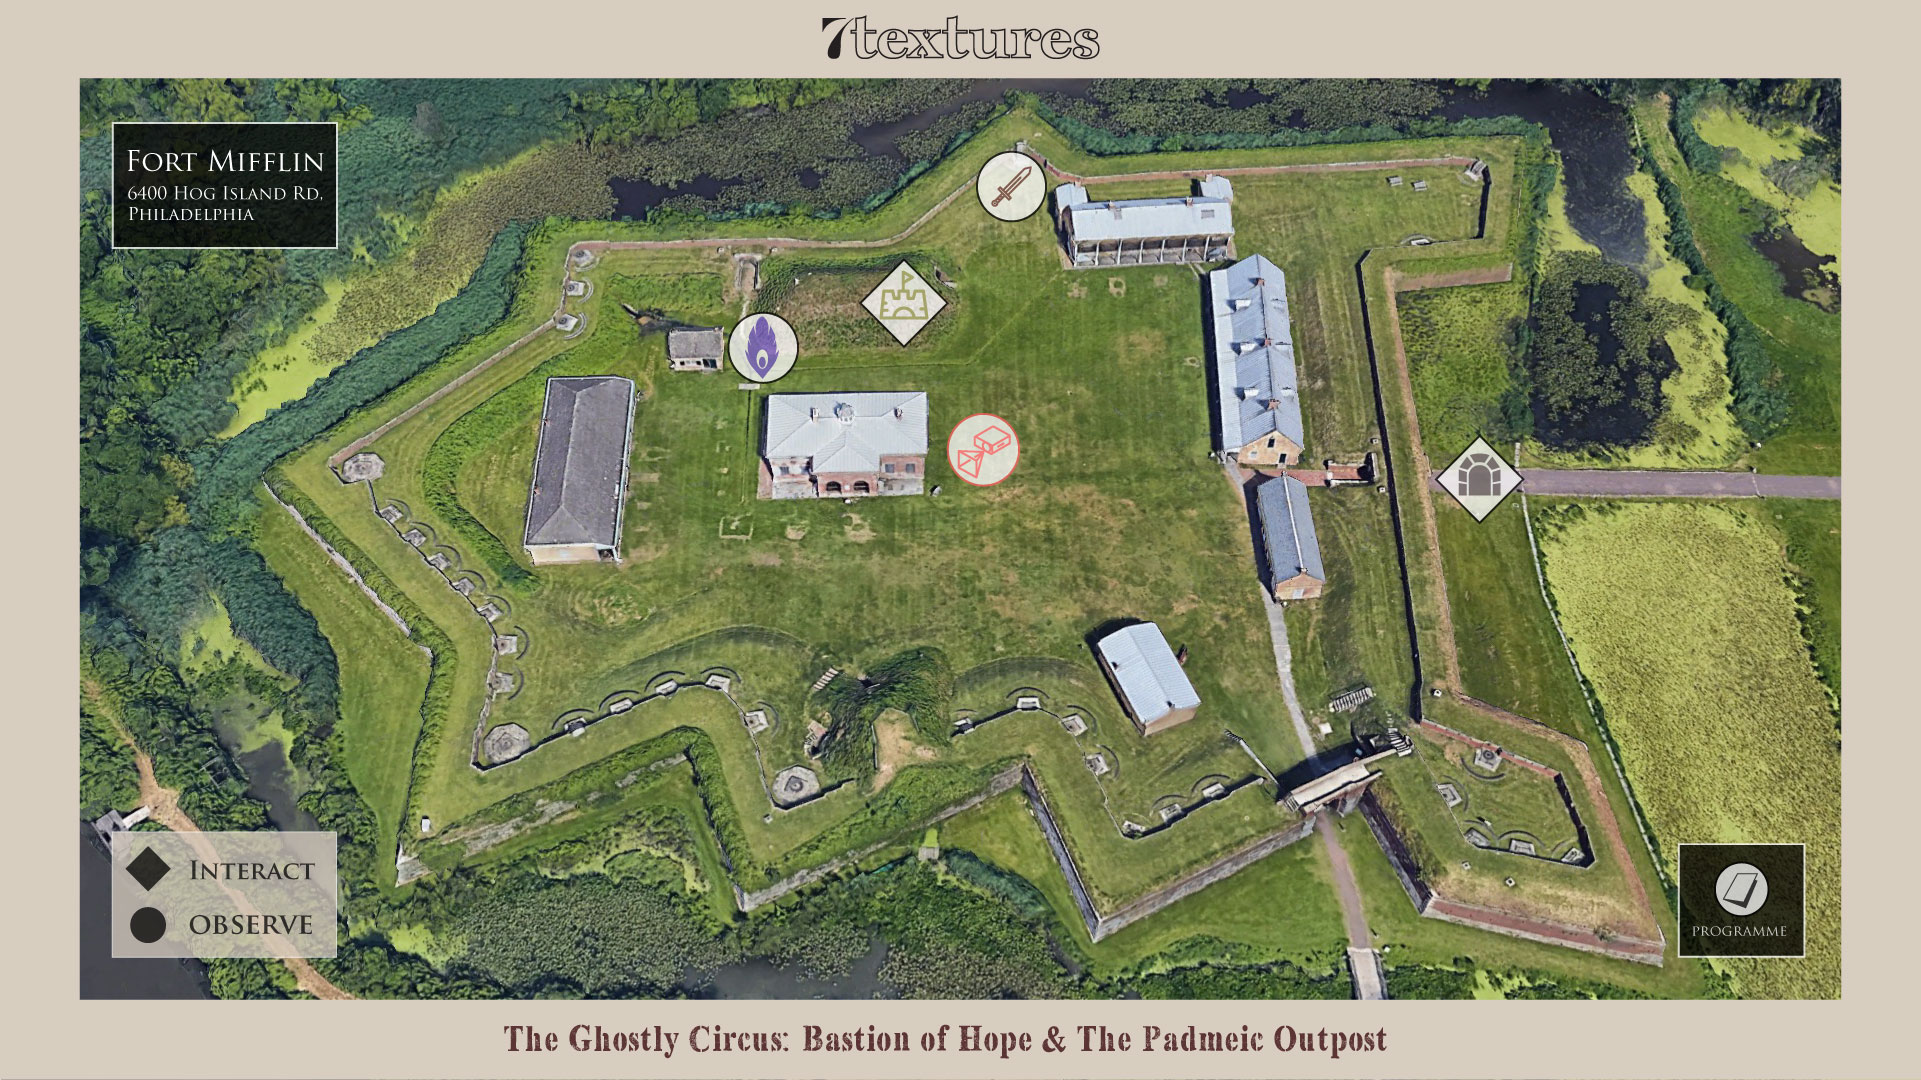 7textures
Fort Mifflin
6400 Hog Island Rd,
Philadelphia
Interact
Observe
Programme
The Ghostly Circus: Bastion of Hope & The Padmeic Outpost